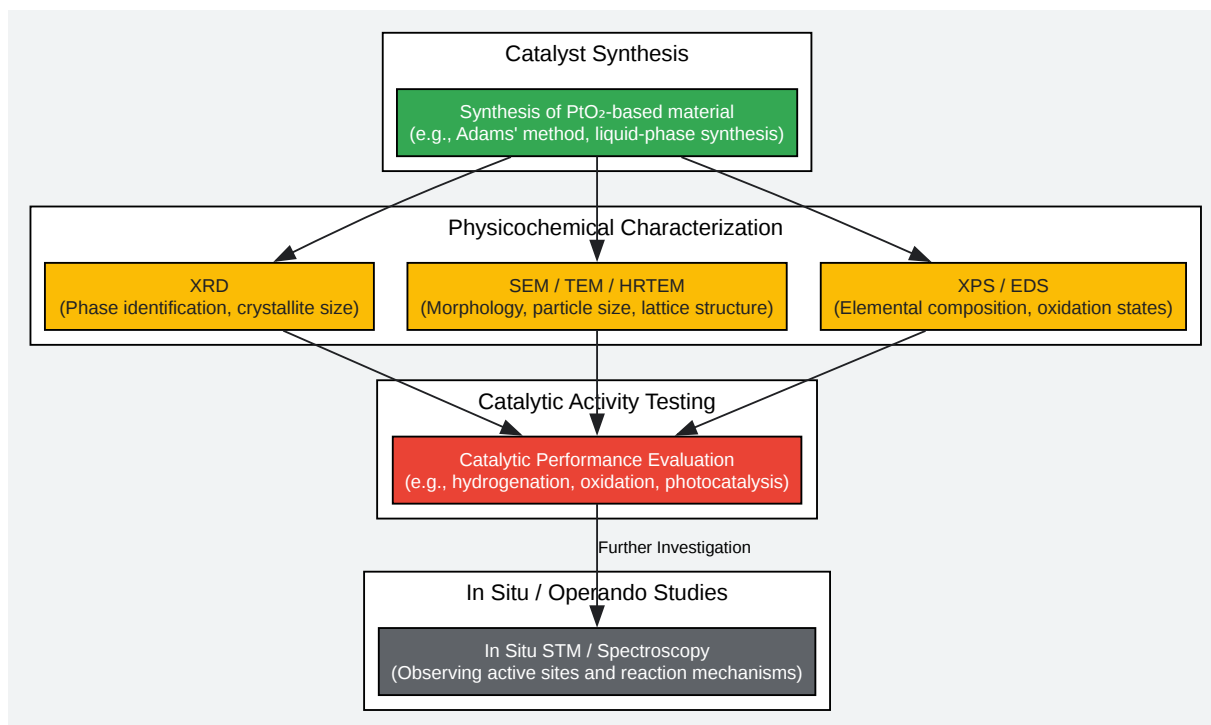 Catalyst Synthesis
Synthesis of PtO₂-based material
(e.g., Adams' method, liquid-phase synthesis)
Physicochemical Characterization
XRD
(Phase identification, crystallite size)
SEM / TEM / HRTEM
(Morphology, particle size, lattice structure)
XPS / EDS
(Elemental composition, oxidation states)
Catalytic Activity Testing
Catalytic Performance Evaluation
(e.g., hydrogenation, oxidation, photocatalysis)
Further Investigation
In Situ / Operando Studies
In Situ STM / Spectroscopy
(Observing active sites and reaction mechanisms)